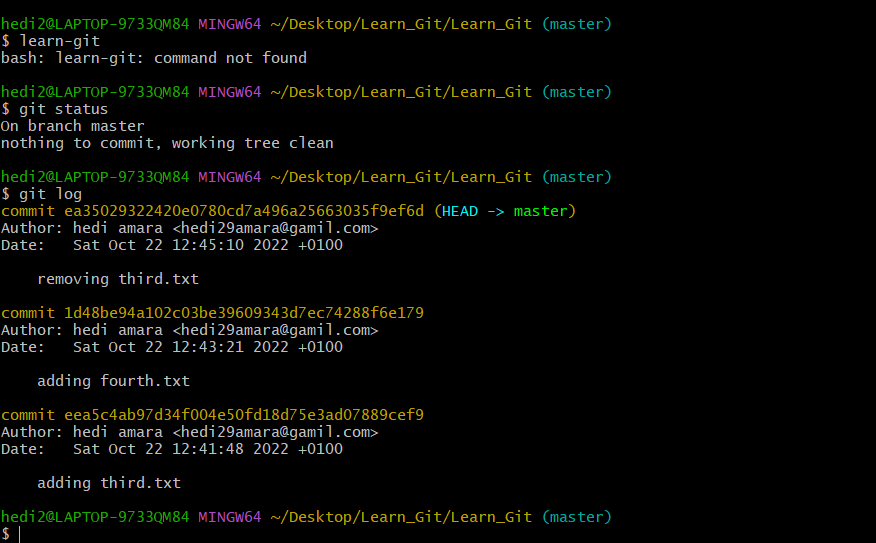 hedi2@LAPTOP-9733QM84 MINGW64 ~/Desktop/Learn_Git/Learn_Git (master)
$ learn-git
bash: learn-git: command not found
hedi2@LAPTOP-9733QM84 MINGW64 ~/Desktop/Learn_Git/Learn_Git (master)
$ git status
On branch master
nothing to commit, working tree clean
hedi2@LAPTOP-9733QM84 MINGW64 ~/Desktop/Learn_Git/Learn_Git (master)
$ git log
commit ea35029322420e0780cd7a496a25663035f9ef6d (HEAD -> master)
Author: hedi amara <hedi29amara@gamil.com>
Date:   Sat Oct 22 12:45:10 2022 +0100
removing third.txt
commit 1d48be94a102c03be39609343d7ec74288f6e179
Author: hedi amara <hedi29amara@gamil.com>
Date:   Sat Oct 22 12:43:21 2022 +0100
adding fourth.txt
commit eea5c4ab97d34f004e50fd18d75e3ad07889cef9
Author: hedi amara <hedi29amara@gamil.com>
Date:   Sat Oct 22 12:41:48 2022 +0100
adding third.txt
hedi2@LAPTOP-9733QM84 MINGW64 ~/Desktop/Learn_Git/Learn_Git (master)
$